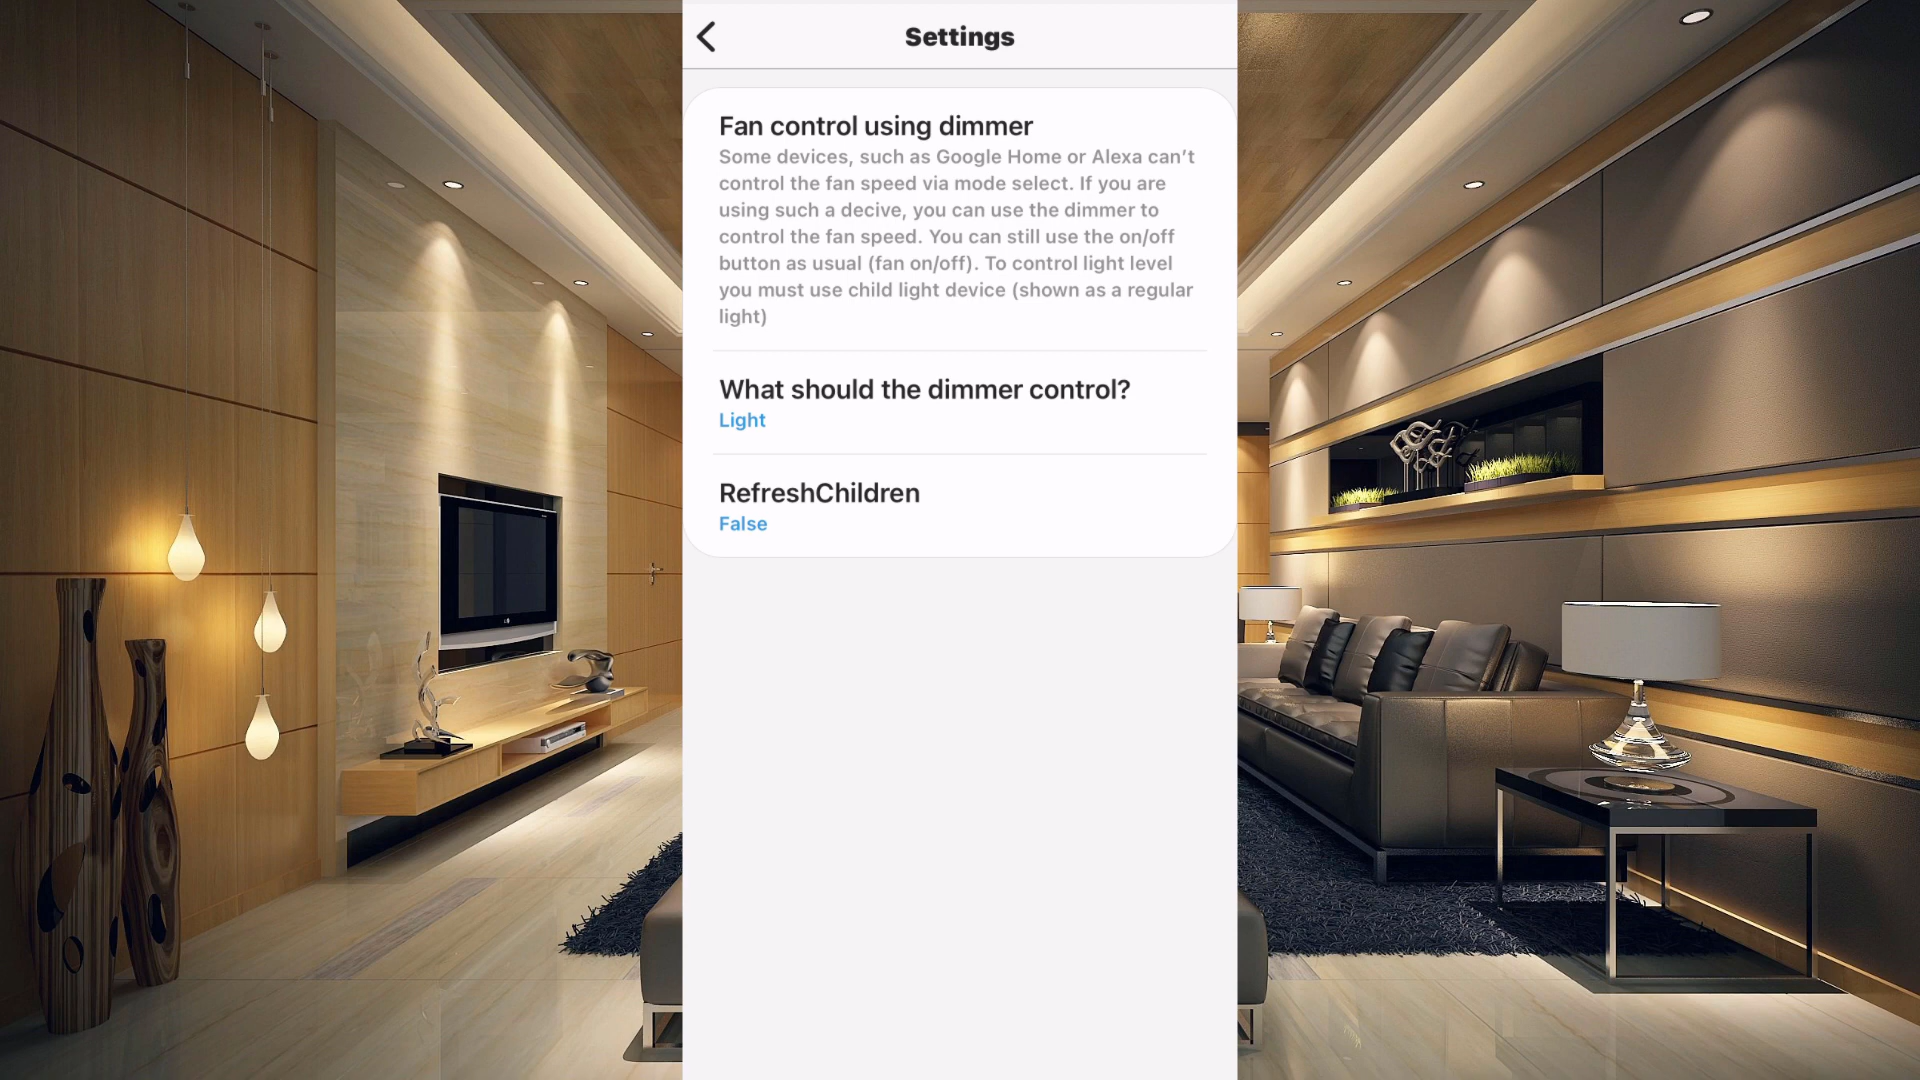 Settings
Fan control using dimmer
Some devices, such as Google Home or Alexa can’t
control the fan speed via mode select. If you are
using such a decive, you can use the dimmer to
control the fan speed. You can still use the on/off
button as usual (fan on/off). To control light level
you must use child light device (shown as a regular
light)
What should the dimmer control?
Light
RefreshChildren
False